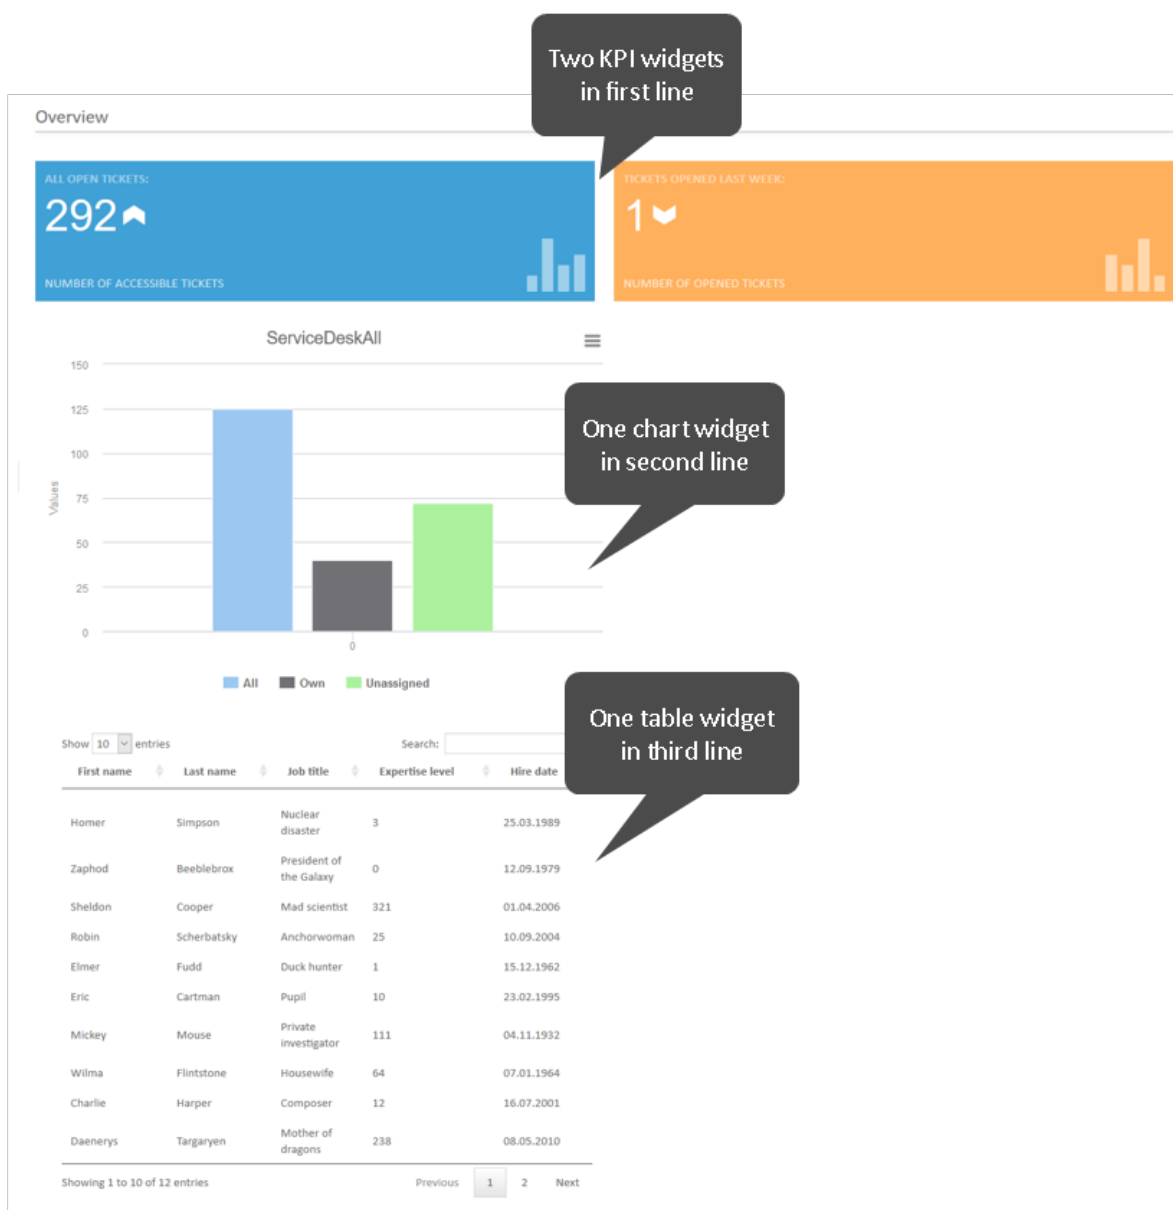 Two KPI widgets
in first line
Overview
ALL OPEN TICKETS:
292
NUMBER OF ACCESSIBLE TICKETS
TICKETS OPENED LAST WEEK:
1
NUMBER OF OPENED TICKETS
ServiceDeskAll
150
125
100
75
50
25
0
Values
0
All Own Unassigned
One chart widget
in second line
One table widget
in third line
Show 10 entries Search:
First name Last name Job title Expertise level Hire date
Homer Simpson Nuclear disaster 3 25.03.1989
Zaphod Beeblebrox President of the Galaxy 0 12.09.1979
Sheldon Cooper Mad scientist 321 01.04.2006
Robin Scherbatsky Anchorwoman 25 10.09.2004
Elmer Fudd Duck hunter 1 15.12.1962
Eric Cartman Pupil 10 23.02.1995
Mickey Mouse Private investigator 111 04.11.1932
Wilma Flintstone Housewife 64 07.01.1964
Charlie Harper Composer 12 16.07.2001
Daenerys Targaryen Mother of dragons 238 08.05.2010
Showing 1 to 10 of 12 entries Previous 1 2 Next